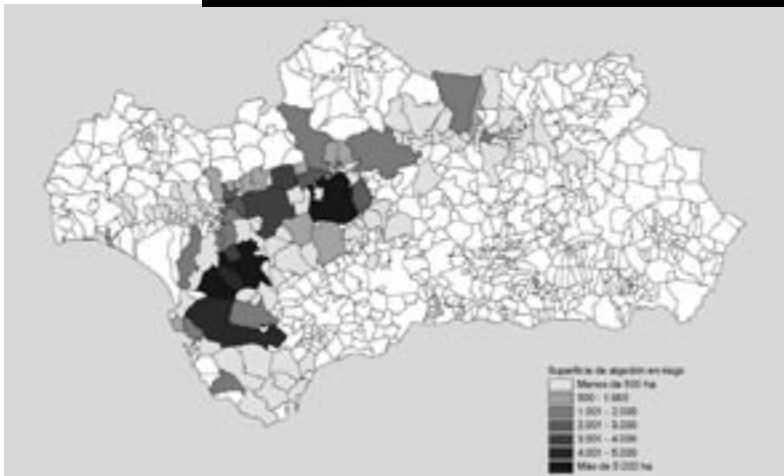 Superficie de algodón en riego
Menos de 500 ha
500 - 1.000
1.001 - 2.000
2.001 - 3.000
3.001 - 4.000
4.001 - 5.000
Más de 5.000 ha